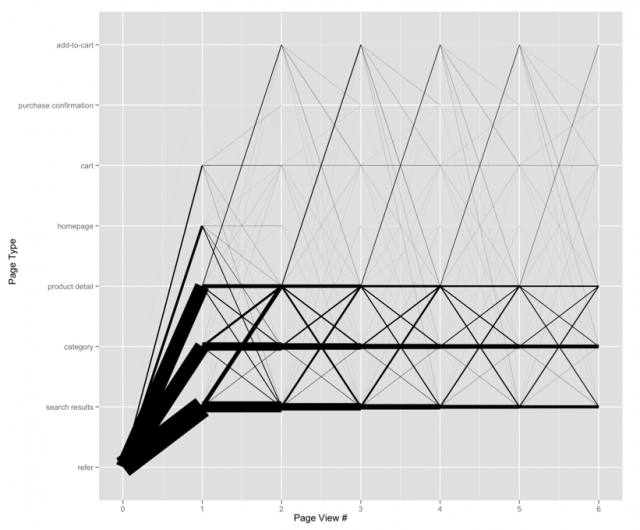 add-to-cart
purchase confirmation
cart
homepage
product detail
category
search results
refer
Page Type
0 1 2 3 4 5 6
Page View #